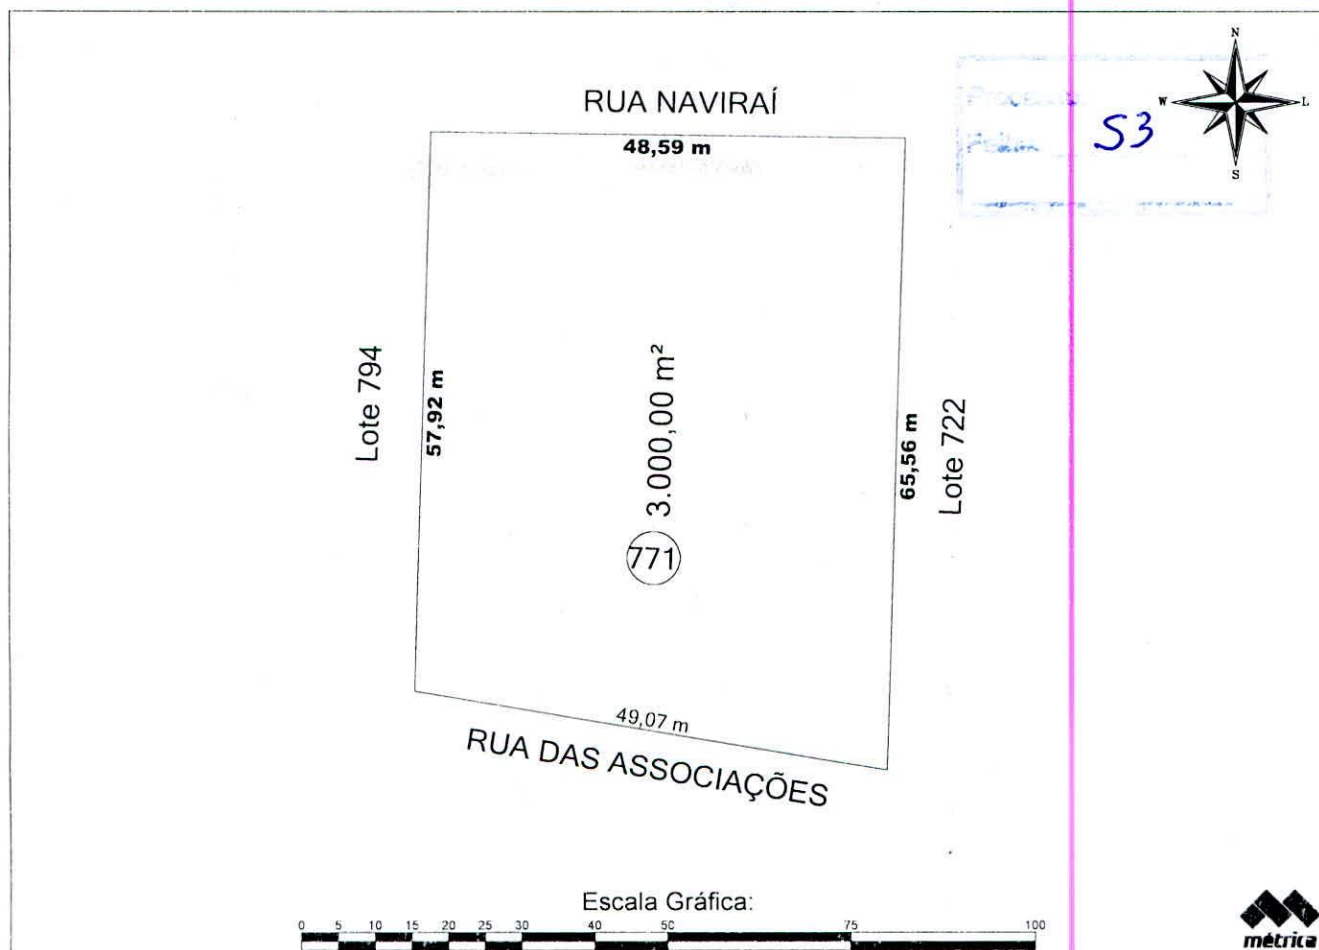 N
W
L
S
S3
RUA NAVIRAÍ
48,59 m
Lote 794
57,92 m
3.000,00 m²
771
65,56 m
Lote 722
49,07 m
RUA DAS ASSOCIAÇÕES
Escala Gráfica:
0 5 10 15 20 25 30 40 50 75 100
métrica